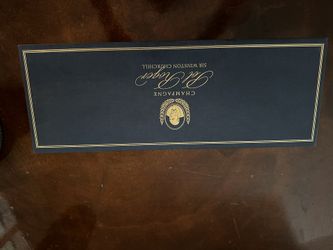 CHAMPAGNE
Pol Roger
SIR WINSTON CHURCHILL